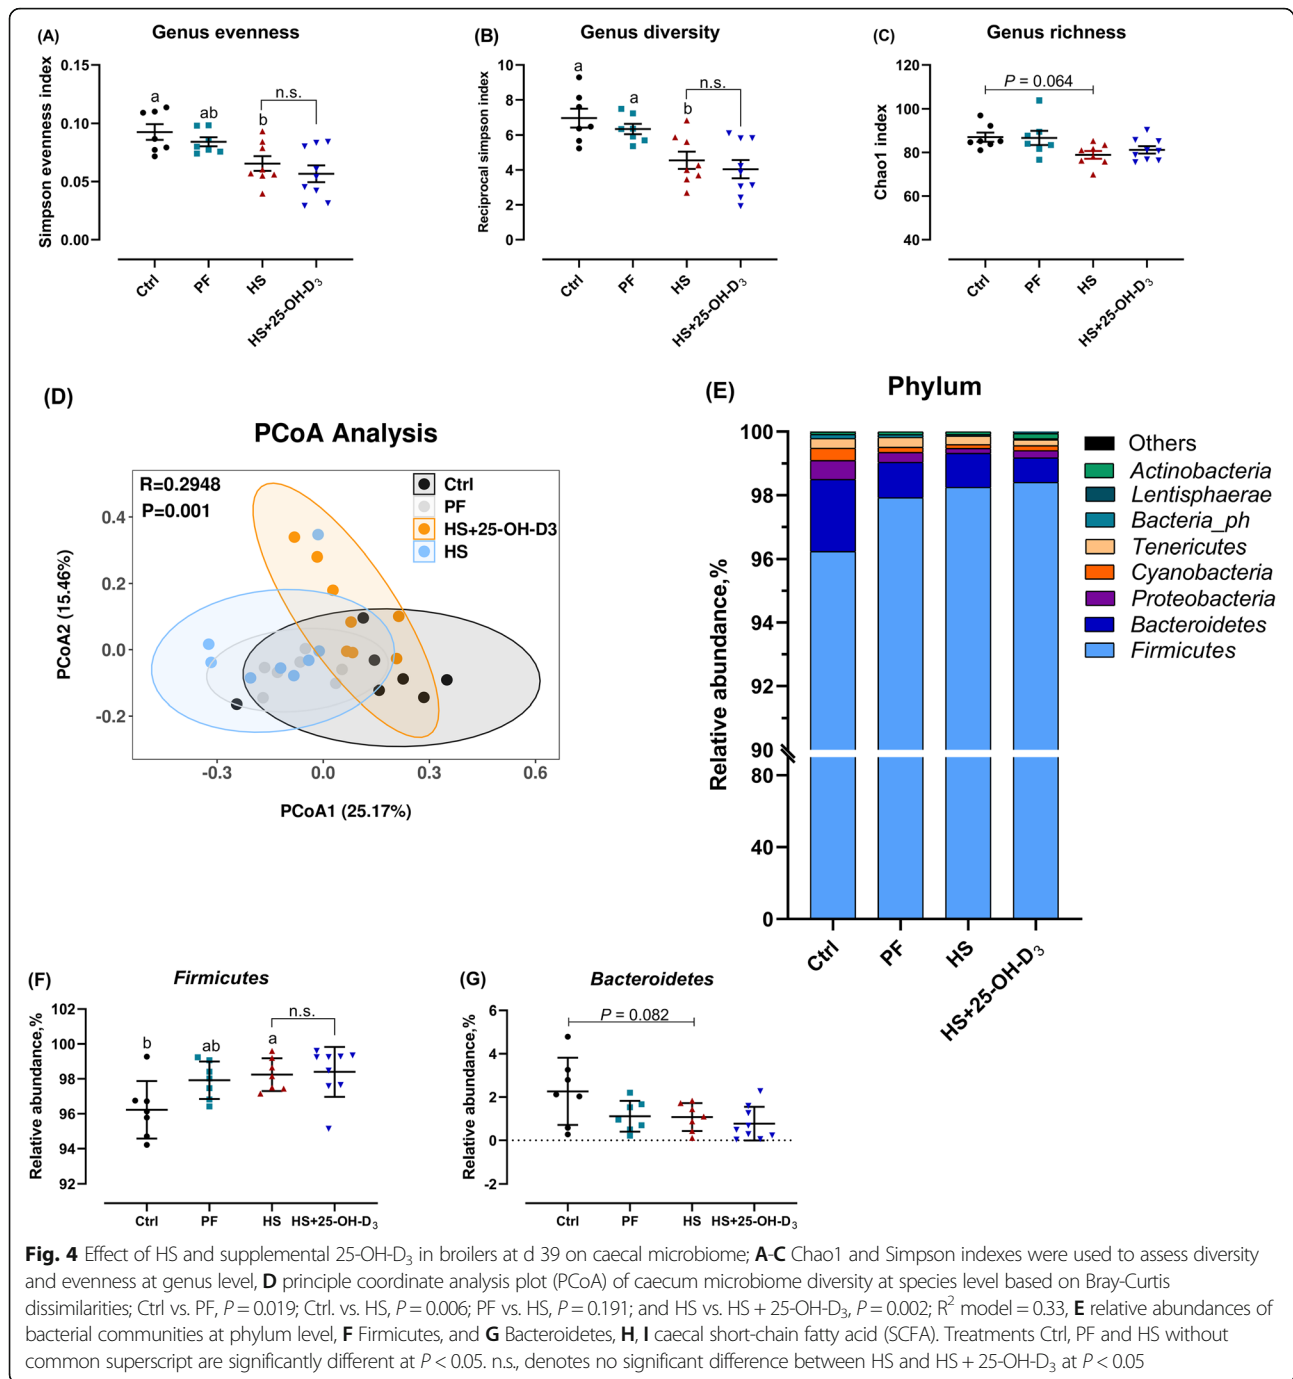 (A) Genus evenness
Simpson evenness index
0.15
0.10
0.05
0.00
a
ab
b
n.s.
Ctrl
PF
HS
HS+25-OH-D3
(B) Genus diversity
Reciprocal simpson index
10
8
6
4
2
0
a
a
b
n.s.
Ctrl
PF
HS
HS+25-OH-D3
(C) Genus richness
Chao1 index
120
100
80
60
40
P = 0.064
Ctrl
PF
HS
HS+25-OH-D3
(D)
PCoA Analysis
R=0.2948
P=0.001
Ctrl
PF
HS+25-OH-D3
HS
PCoA2 (15.46%)
0.4
0.2
0.0
-0.2
-0.3
0.0
0.3
0.6
PCoA1 (25.17%)
(E) Phylum
Relative abundance,%
100
98
96
94
92
90
80
40
0
Ctrl
PF
HS
HS+25-OH-D3
Others
Actinobacteria
Lentisphaerae
Bacteria_ph
Tenericutes
Cyanobacteria
Proteobacteria
Bacteroidetes
Firmicutes
(F) Firmicutes
Relative abundance,%
102
100
98
96
94
92
b
ab
a
n.s.
Ctrl
PF
HS
HS+25-OH-D3
(G) Bacteroidetes
Relative abundance,%
6
4
2
0
-2
P = 0.082
Ctrl
PF
HS
HS+25-OH-D3
Fig. 4 Effect of HS and supplemental 25-OH-D3 in broilers at d 39 on caecal microbiome; A-C Chao1 and Simpson indexes were used to assess diversity
and evenness at genus level, D principle coordinate analysis plot (PCoA) of caecum microbiome diversity at species level based on Bray-Curtis
dissimilarities; Ctrl vs. PF, P = 0.019; Ctrl. vs. HS, P = 0.006; PF vs. HS, P = 0.191; and HS vs. HS + 25-OH-D3, P = 0.002; R2 model = 0.33, E relative abundances of
bacterial communities at phylum level, F Firmicutes, and G Bacteroidetes, H, I caecal short-chain fatty acid (SCFA). Treatments Ctrl, PF and HS without
common superscript are significantly different at P < 0.05. n.s., denotes no significant difference between HS and HS + 25-OH-D3 at P < 0.05